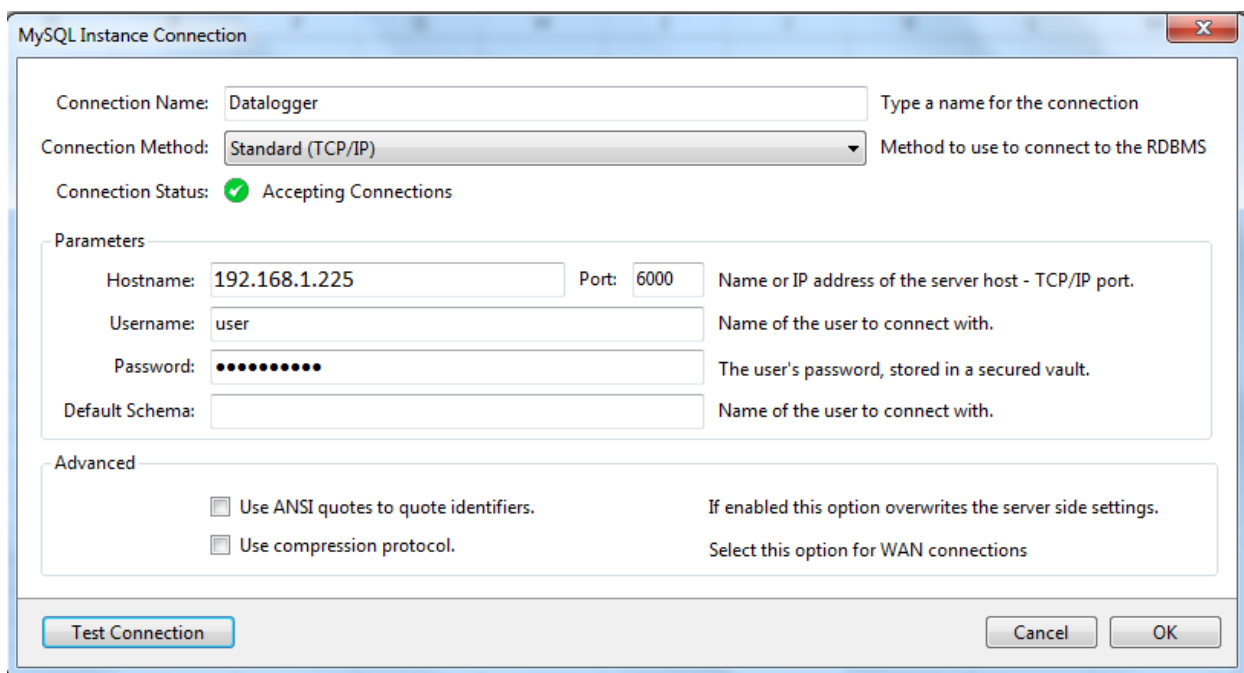 MySQL Instance Connection
Connection Name: Datalogger Type a name for the connection
Connection Method: Standard (TCP/IP) Method to use to connect to the RDBMS
Connection Status: Accepting Connections
Parameters
Hostname: 192.168.1.225 Port: 6000 Name or IP address of the server host - TCP/IP port.
Username: user Name of the user to connect with.
Password: ●●●●●●●●●● The user's password, stored in a secured vault.
Default Schema: Name of the user to connect with.
Advanced
Use ANSI quotes to quote identifiers. If enabled this option overwrites the server side settings.
Use compression protocol. Select this option for WAN connections
Test Connection Cancel OK